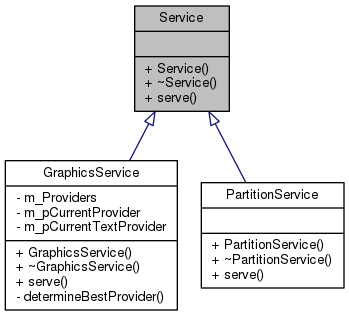 Service
+ Service()
+ ~Service()
+ serve()
GraphicsService
- m_Providers
- m_pCurrentProvider
- m_pCurrentTextProvider
+ GraphicsService()
+ ~GraphicsService()
+ serve()
- determineBestProvider()
PartitionService
+ PartitionService()
+ ~PartitionService()
+ serve()